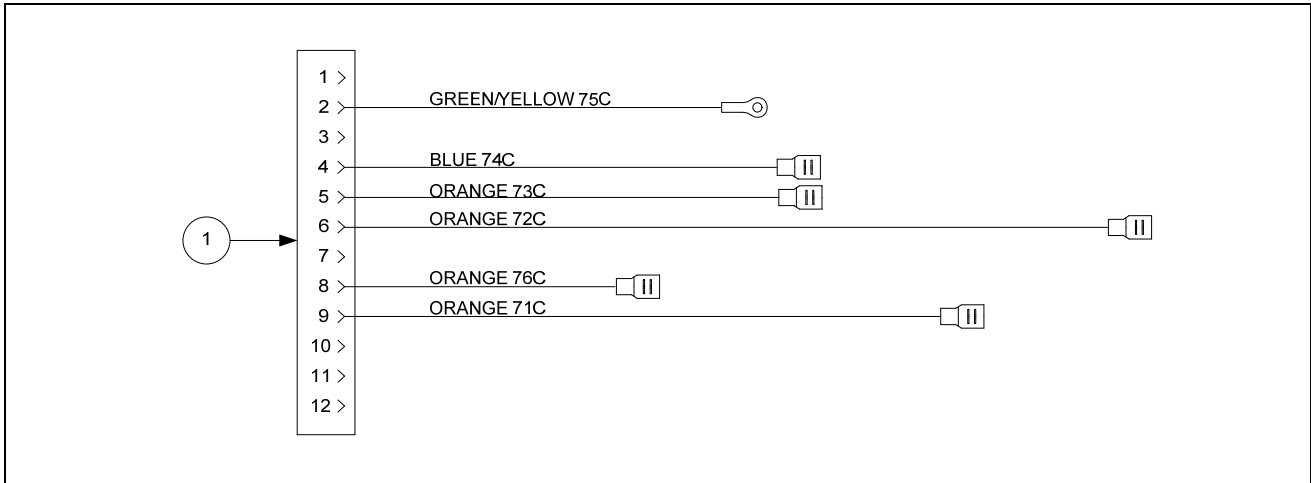 1
2 GREEN/YELLOW 75C
3
4 BLUE 74C
5 ORANGE 73C
6 ORANGE 72C
1
7
8 ORANGE 76C
9 ORANGE 71C
10
11
12